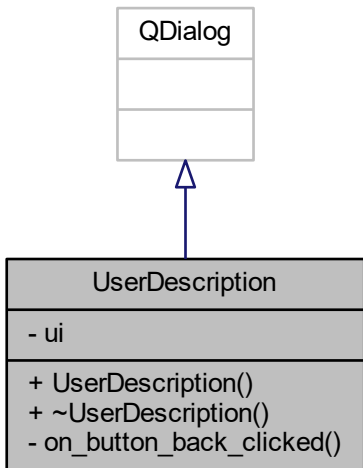 QDialog
UserDescription
- ui
+ UserDescription()
+ ~UserDescription()
- on_button_back_clicked()